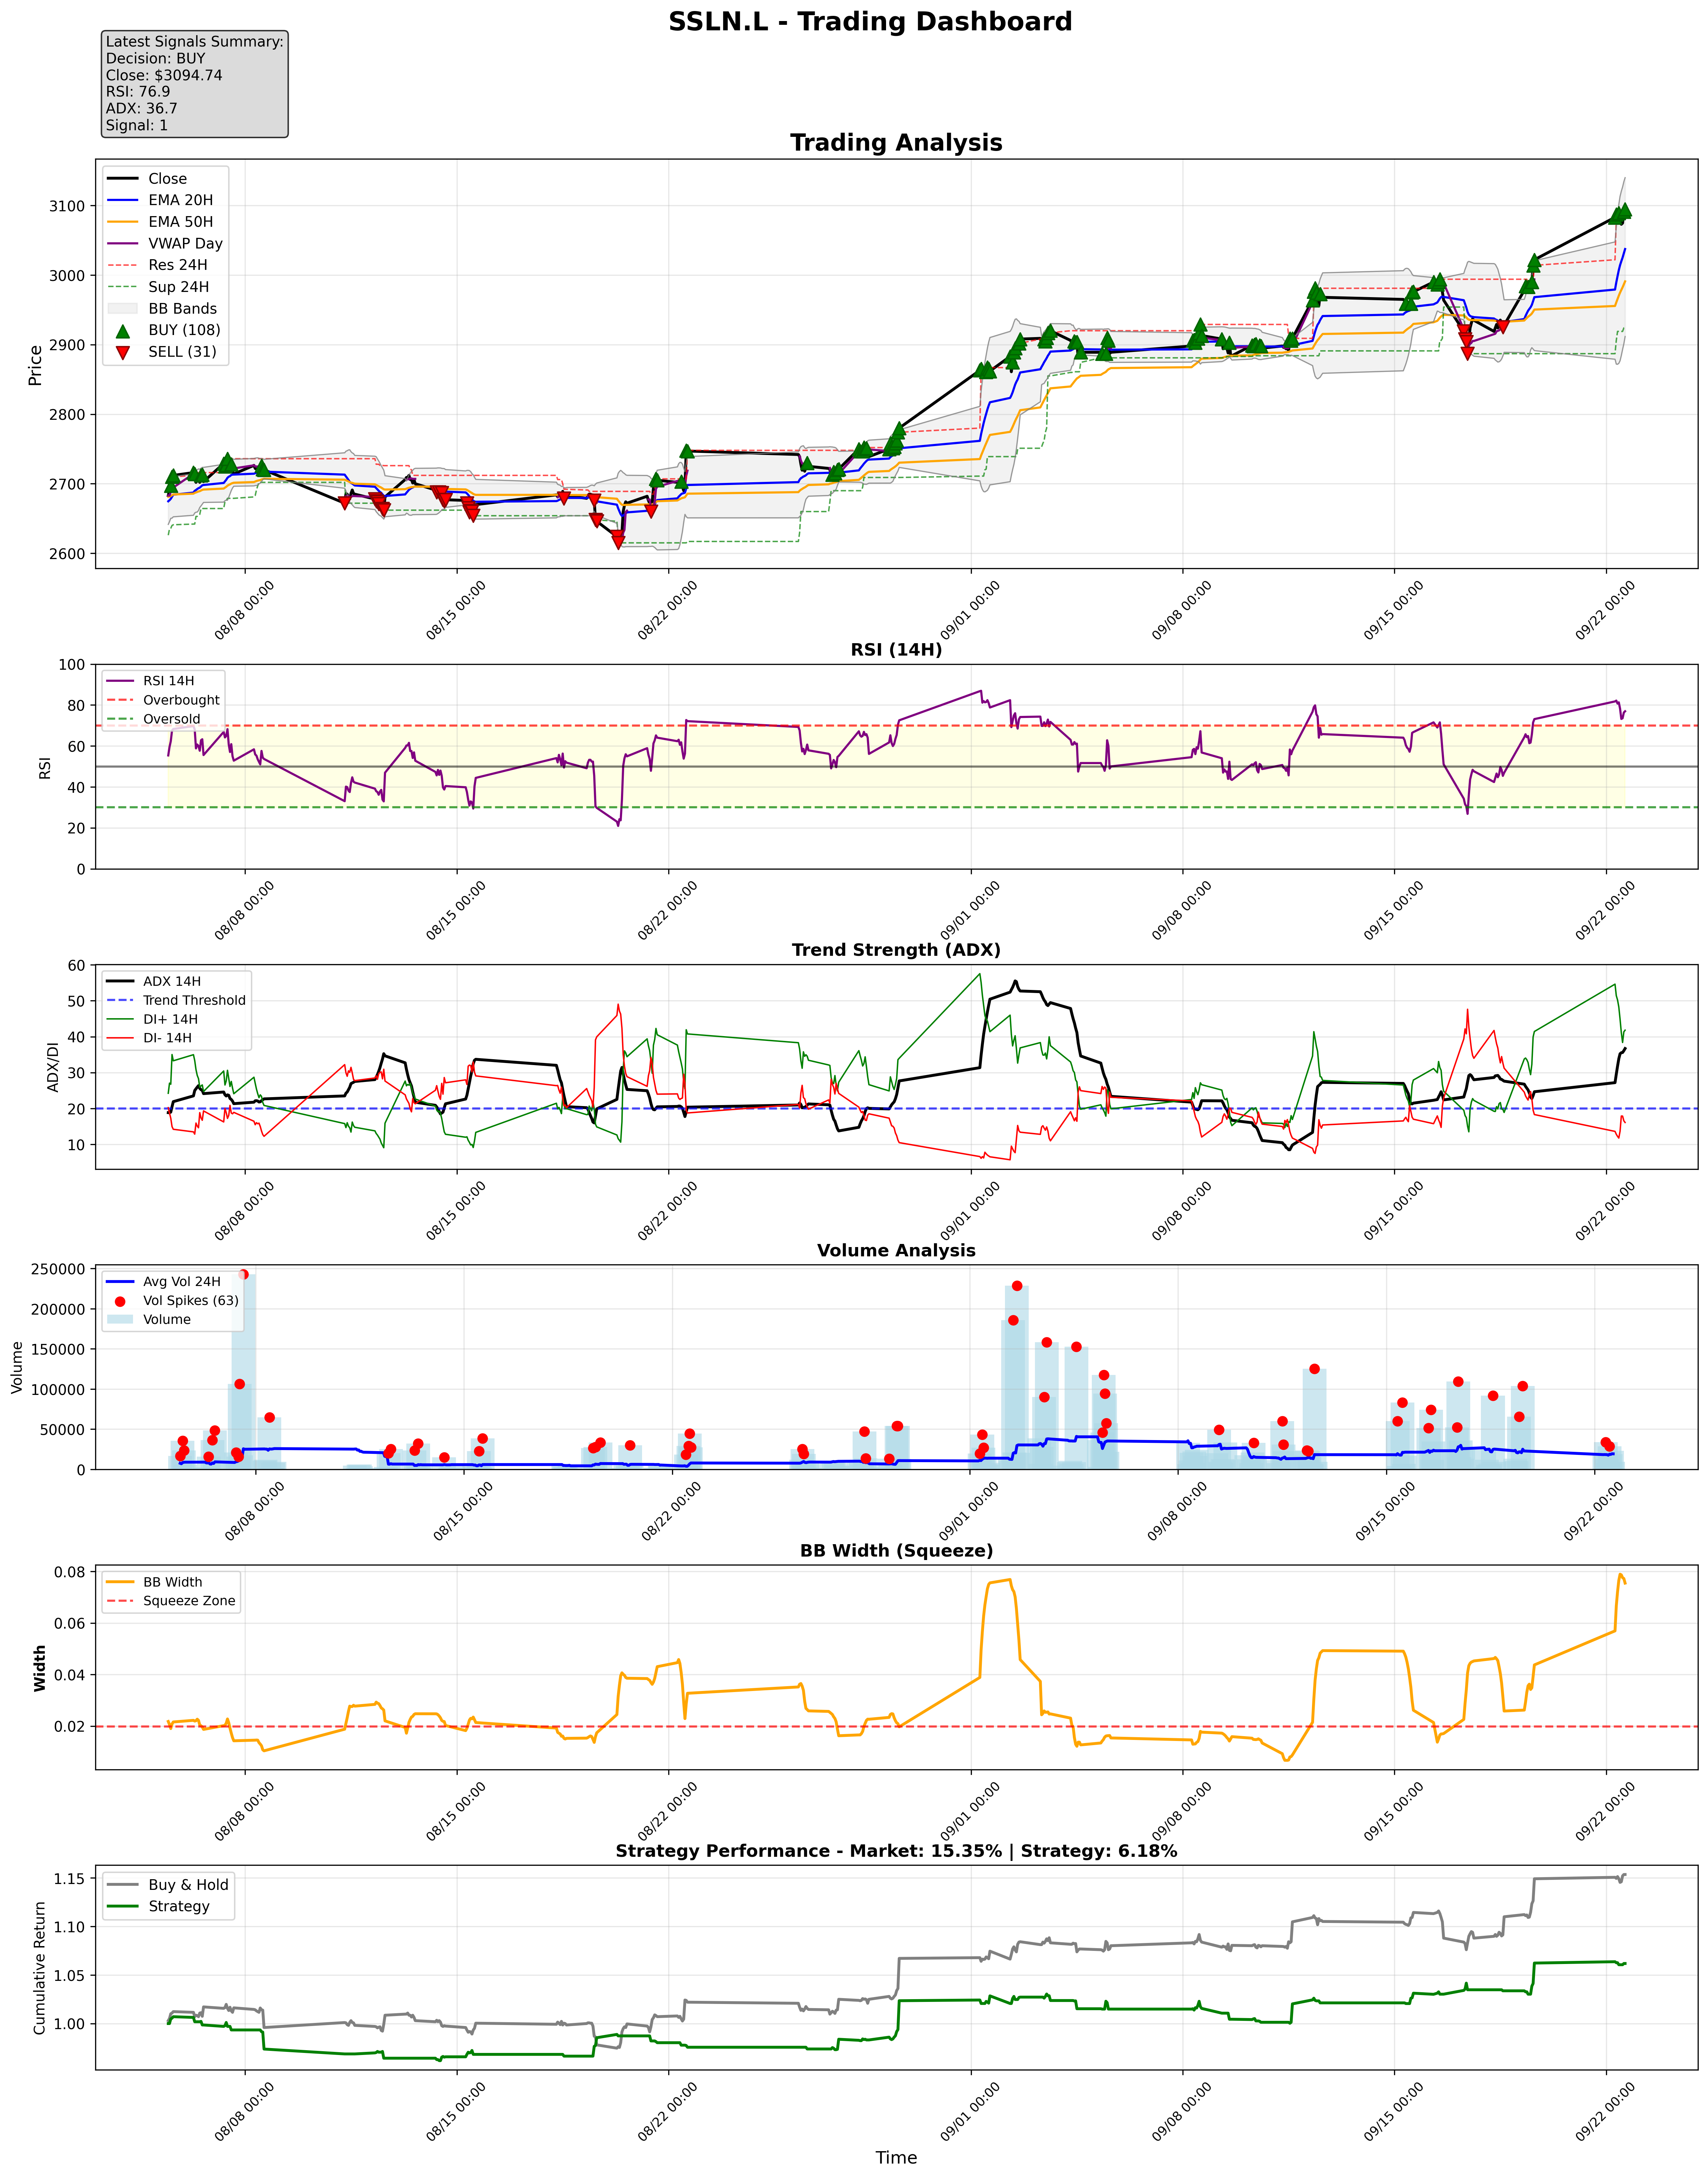 SSLN.L - Trading Dashboard
Latest Signals Summary:
Decision: BUY
Close: $3094.74
RSI: 76.9
ADX: 36.7
Signal: 1
Trading Analysis
Close
EMA 20H
EMA 50H
VWAP Day
Res 24H
Sup 24H
BB Bands
BUY (108)
SELL (31)
Price
3100
3000
2900
2800
2700
2600
08/08 00:00
08/15 00:00
08/22 00:00
09/01 00:00
09/08 00:00
09/15 00:00
09/22 00:00
RSI (14H)
RSI 14H
Overbought
Oversold
RSI
100
80
60
40
20
0
08/08 00:00
08/15 00:00
08/22 00:00
09/01 00:00
09/08 00:00
09/15 00:00
09/22 00:00
Trend Strength (ADX)
ADX 14H
Trend Threshold
DI+ 14H
DI- 14H
ADX/DI
60
50
40
30
20
10
08/08 00:00
08/15 00:00
08/22 00:00
09/01 00:00
09/08 00:00
09/15 00:00
09/22 00:00
Volume Analysis
Avg Vol 24H
Vol Spikes (63)
Volume
Volume
250000
200000
150000
100000
50000
0
08/08 00:00
08/15 00:00
08/22 00:00
09/01 00:00
09/08 00:00
09/15 00:00
09/22 00:00
BB Width (Squeeze)
BB Width
Squeeze Zone
Width
0.08
0.06
0.04
0.02
08/08 00:00
08/15 00:00
08/22 00:00
09/01 00:00
09/08 00:00
09/15 00:00
09/22 00:00
Strategy Performance - Market: 15.35% | Strategy: 6.18%
Buy & Hold
Strategy
Cumulative Return
1.15
1.10
1.05
1.00
08/08 00:00
08/15 00:00
08/22 00:00
09/01 00:00
09/08 00:00
09/15 00:00
09/22 00:00
Time